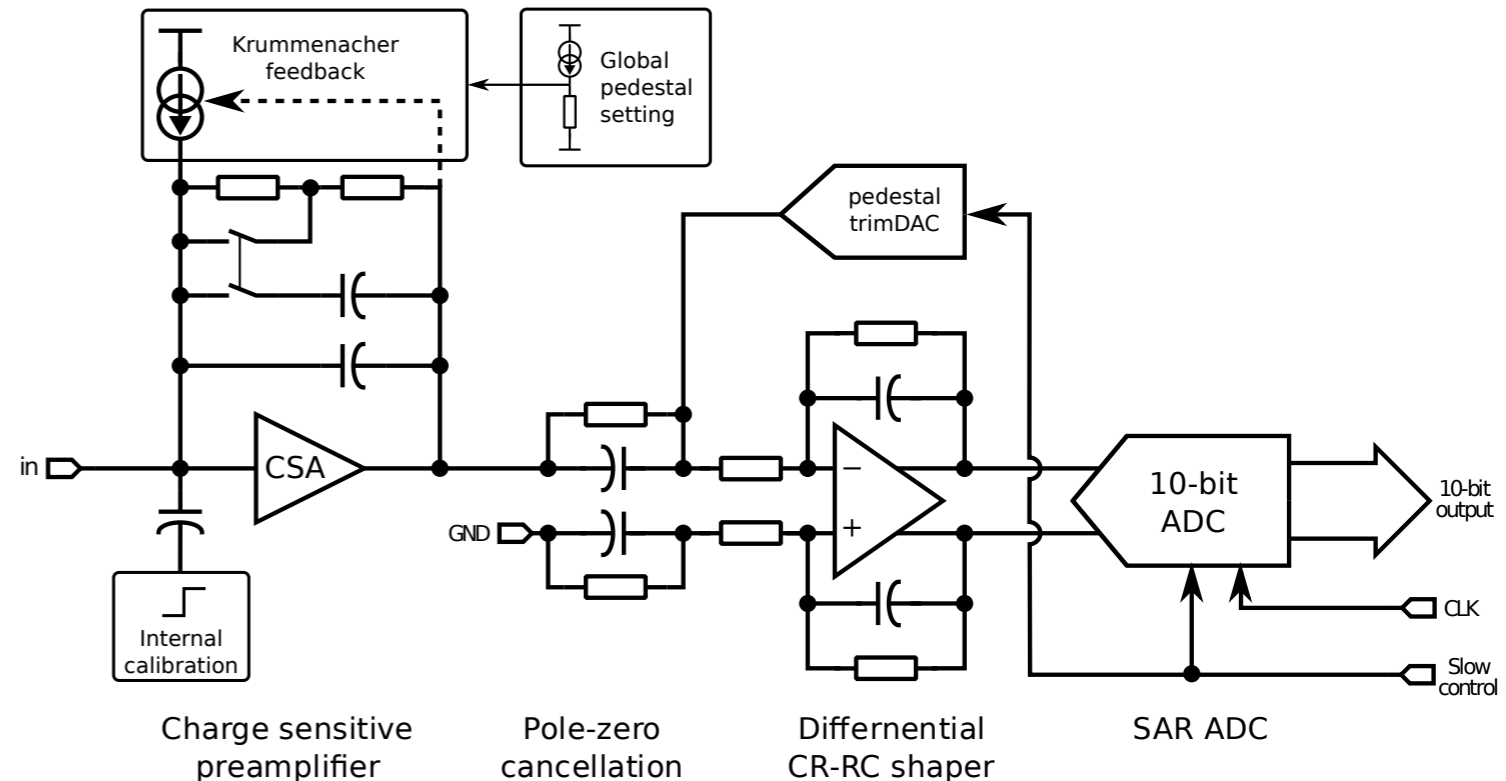 Krummenacher
feedback
Global
pedestal
setting
pedestal
trimDAC
in
CSA
−
+
GND
10-bit
ADC
10-bit
output
CLK
Slow
control
Internal
calibration
Charge sensitive
preamplifier
Pole-zero
cancellation
Differnential
CR-RC shaper
SAR ADC